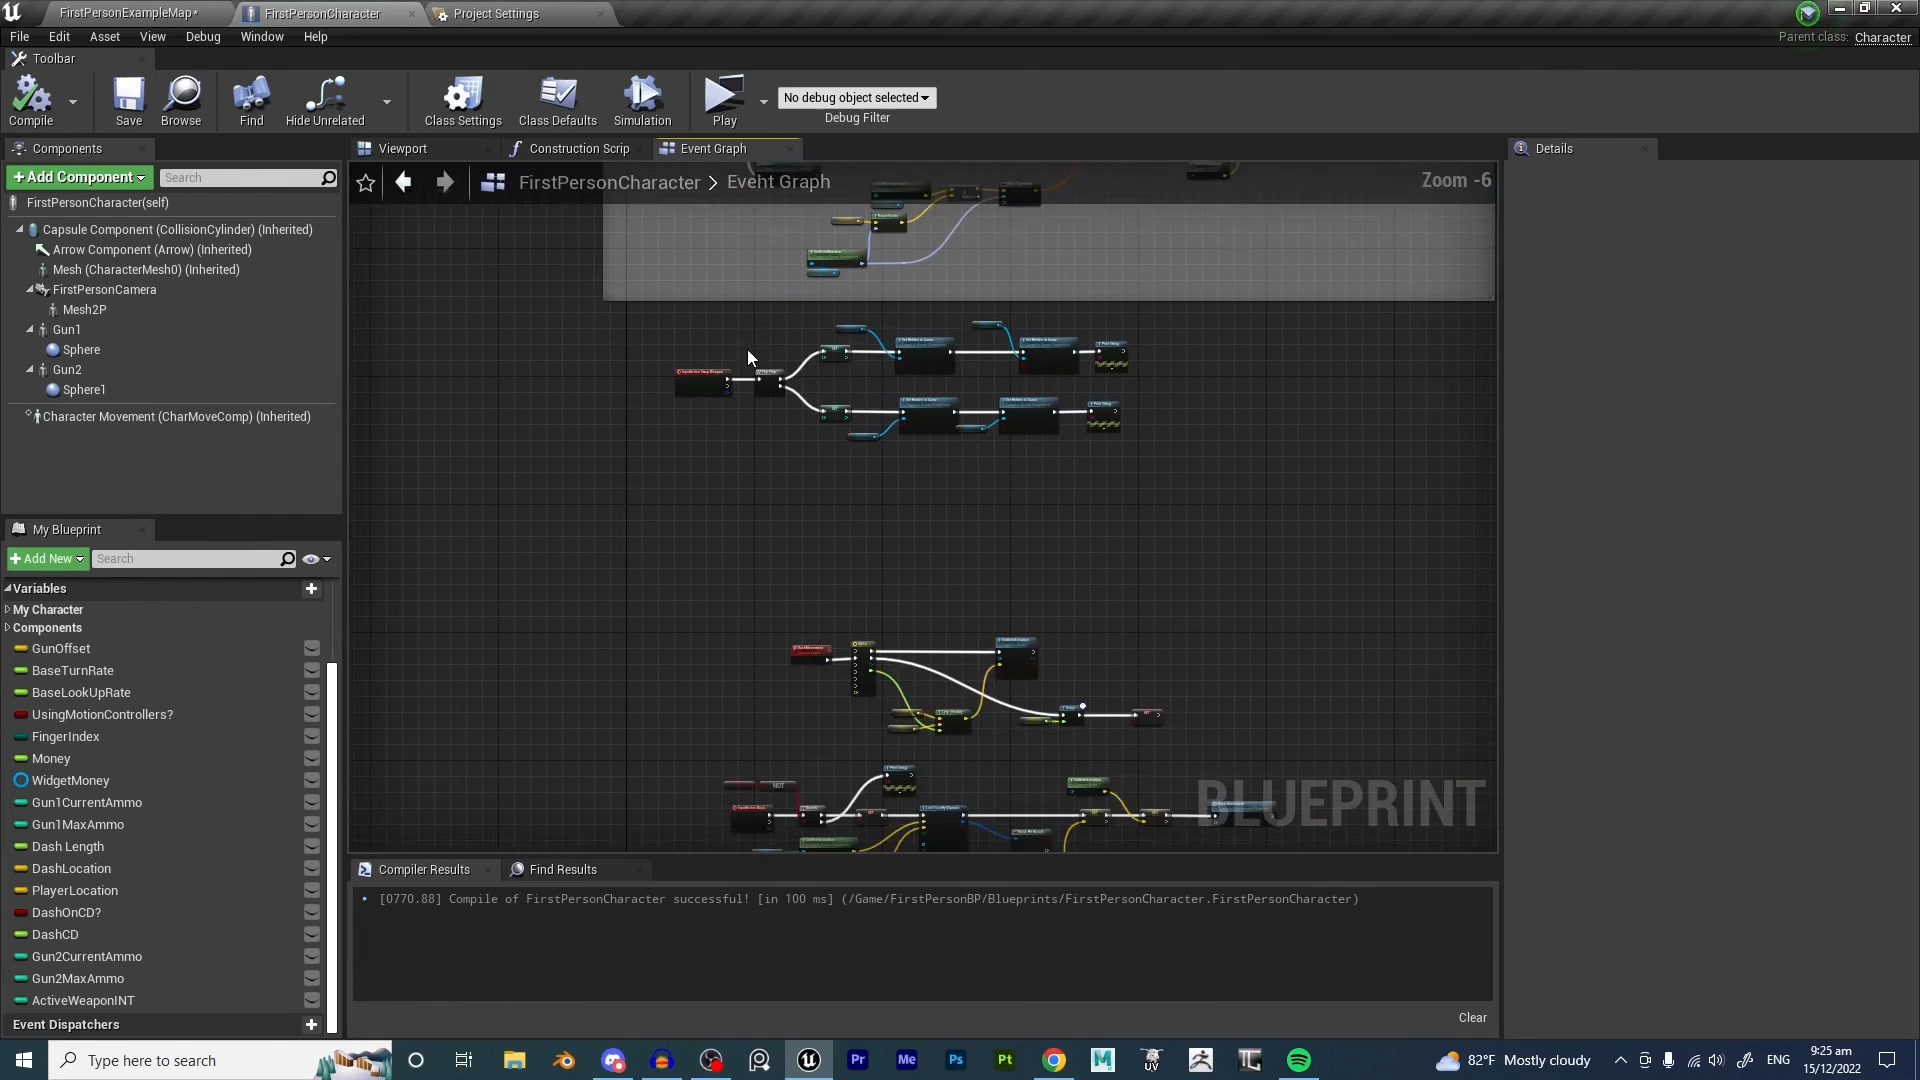 FirstPersonExampleMap*
FirstPersonCharacter
Project Settings
File Edit Asset View Debug Window Help
Parent class: Character
Toolbar
Compile
Save
Browse
Find
Hide Unrelated
Class Settings
Class Defaults
Simulation
Play
No debug object selected
Debug Filter
Components
Viewport
Construction Scrip
Event Graph
Details
+Add Component
Search
FirstPersonCharacter > Event Graph
Zoom -6
FirstPersonCharacter(self)
Capsule Component (CollisionCylinder) (Inherited)
Arrow Component (Arrow) (Inherited)
Mesh (CharacterMesh0) (Inherited)
FirstPersonCamera
Mesh2P
Gun1
Sphere
Gun2
Sphere1
Character Movement (CharMoveComp) (Inherited)
My Blueprint
+Add New
Search
Variables
My Character
Components
GunOffset
BaseTurnRate
BaseLookUpRate
UsingMotionControllers?
FingerIndex
Money
WidgetMoney
Gun1CurrentAmmo
Gun1MaxAmmo
Dash Length
DashLocation
PlayerLocation
DashOnCD?
DashCD
Gun2CurrentAmmo
Gun2MaxAmmo
ActiveWeaponINT
Event Dispatchers
NOT
BLUEPRINT
Compiler Results
Find Results
[0770.88] Compile of FirstPersonCharacter successful! [in 100 ms] (/Game/FirstPersonBP/Blueprints/FirstPersonCharacter.FirstPersonCharacter)
Clear
Type here to search
Pr
Me
Ps
Pt
M
UV
82°F Mostly cloudy
ENG
9:25 am
15/12/2022